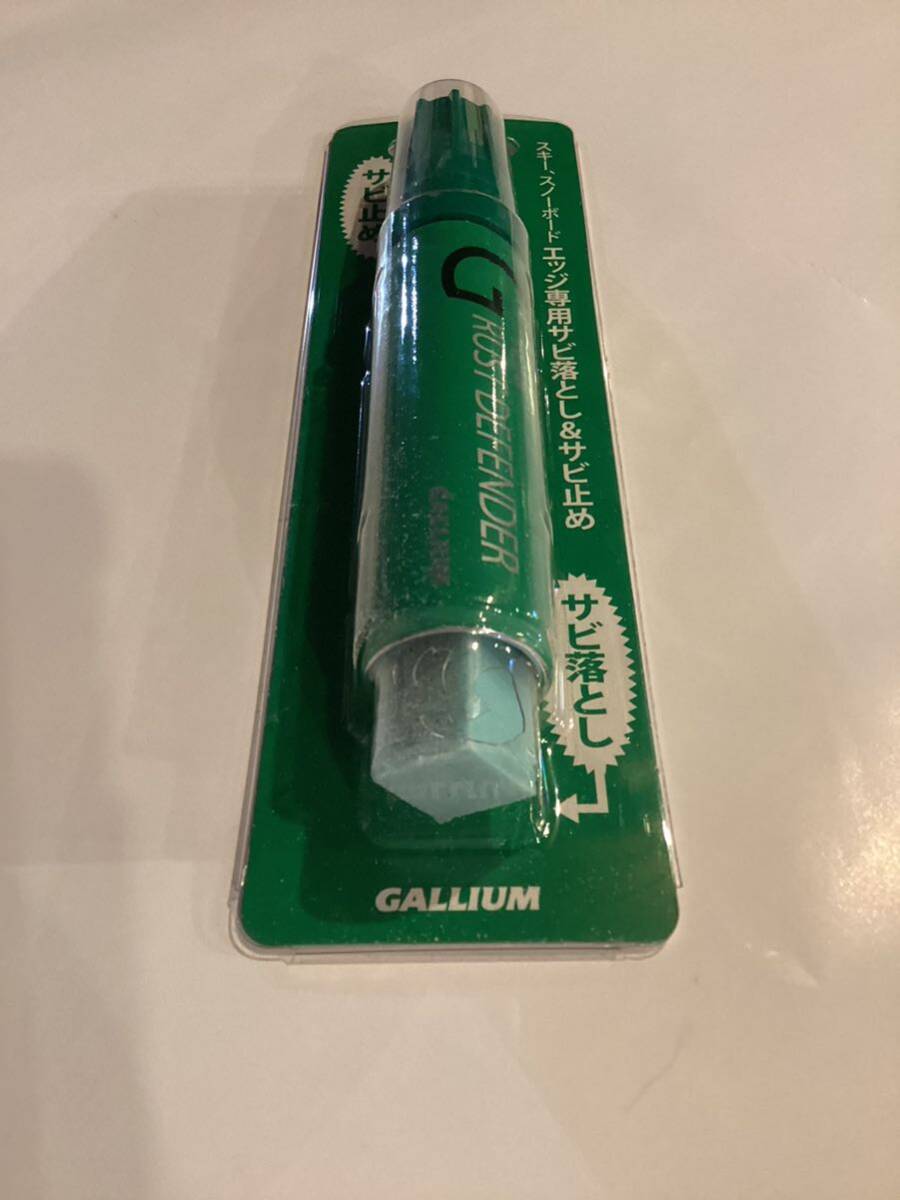 スキー、スノーボード エッジ専用サビ落とし&サビ止め
サビ止め
G RUST DEFENDER
GALLIUM
サビ落とし
GALLIUM